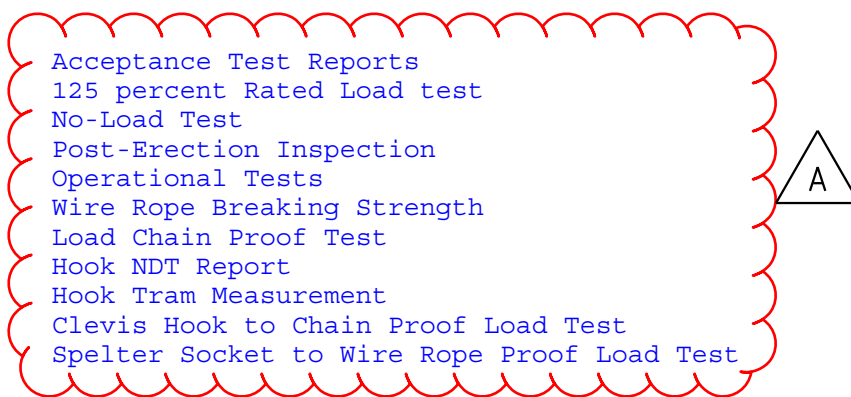 Acceptance Test Reports
125 percent Rated Load test
No-Load Test
Post-Erection Inspection
Operational Tests
Wire Rope Breaking Strength
Load Chain Proof Test
Hook NDT Report
Hook Tram Measurement
Clevis Hook to Chain Proof Load Test
Spelter Socket to Wire Rope Proof Load Test
A